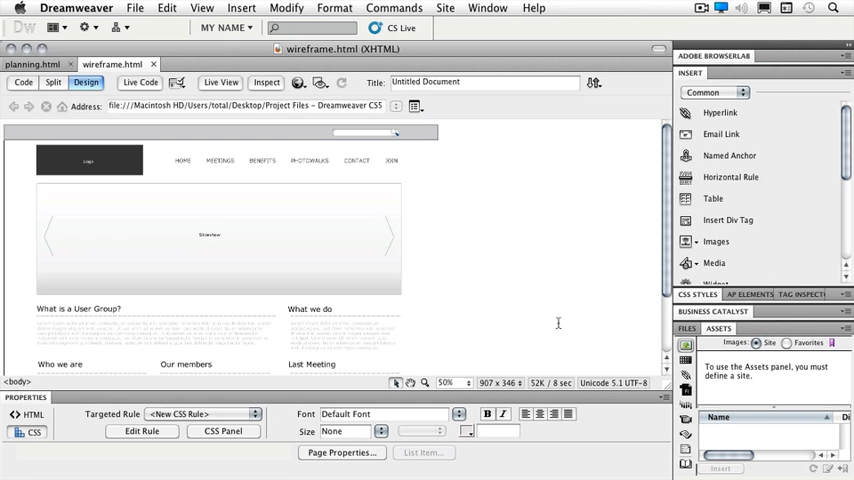 Dreamweaver File Edit View Insert Modify Format Commands Site Window Help
Dw MY NAME CS Live
wireframe.html (XHTML)
planning.html × wireframe.html ×
Code Split Design Live Code Live View Inspect Title: Untitled Document
Address: file:///Macintosh HD/Users/total/Desktop/Project Files - Dreamweaver CS5
Logo HOME MEETINGS BENEFITS PHOTOWALKS CONTACT JOIN
Slideshow
What is a User Group? What we do
Who we are Our members Last Meeting
<body> 50% 907 x 346 52K / 8 sec Unicode 5.1 UTF-8
PROPERTIES
HTML Targeted Rule <New CSS Rule> Font Default Font B I
CSS Edit Rule CSS Panel Size None
Page Properties... List Item...
ADOBE BROWSERLAB
INSERT
Common
Hyperlink
Email Link
Named Anchor
Horizontal Rule
Table
Insert Div Tag
Images
Media
Widget
CSS STYLES AP ELEMENTS TAG INSPECT
BUSINESS CATALYST
FILES ASSETS
Images: Site Favorites
To use the Assets panel, you must
define a site.
Name Di
Insert